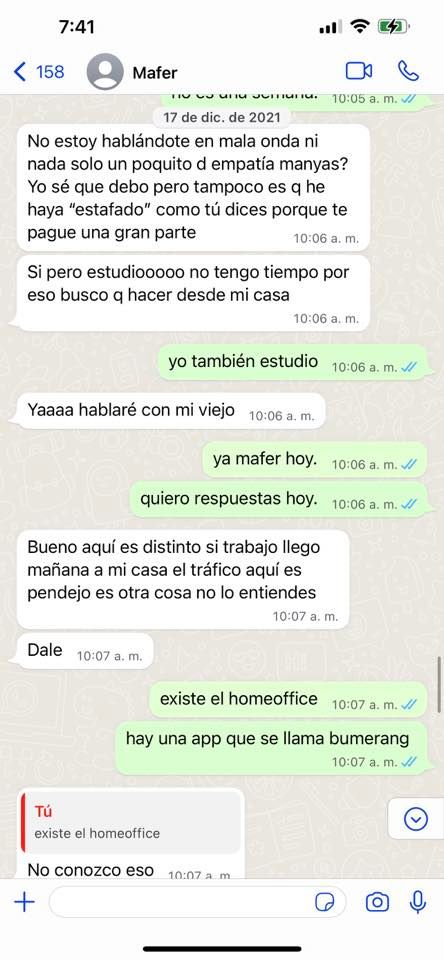 7:41
158
Mafer
no es una semana. 10:05 a. m.
17 de dic. de 2021
No estoy hablándote en mala onda ni
nada solo un poquito d empatía manyas?
Yo sé que debo pero tampoco es q he
haya “estafado” como tú dices porque te
pague una gran parte
10:06 a. m.
Si pero estudiooooo no tengo tiempo por
eso busco q hacer desde mi casa
10:06 a. m.
yo también estudio 10:06 a. m.
Yaaaa hablaré con mi viejo 10:06 a. m.
ya mafer hoy. 10:06 a. m.
quiero respuestas hoy. 10:06 a. m.
Bueno aquí es distinto si trabajo llego
mañana a mi casa el tráfico aquí es
pendejo es otra cosa no lo entiendes
10:07 a. m.
Dale 10:07 a. m.
existe el homeoffice 10:07 a. m.
hay una app que se llama bumerang
10:07 a. m.
Tú
existe el homeoffice
No conozco eso 10:07 a. m.